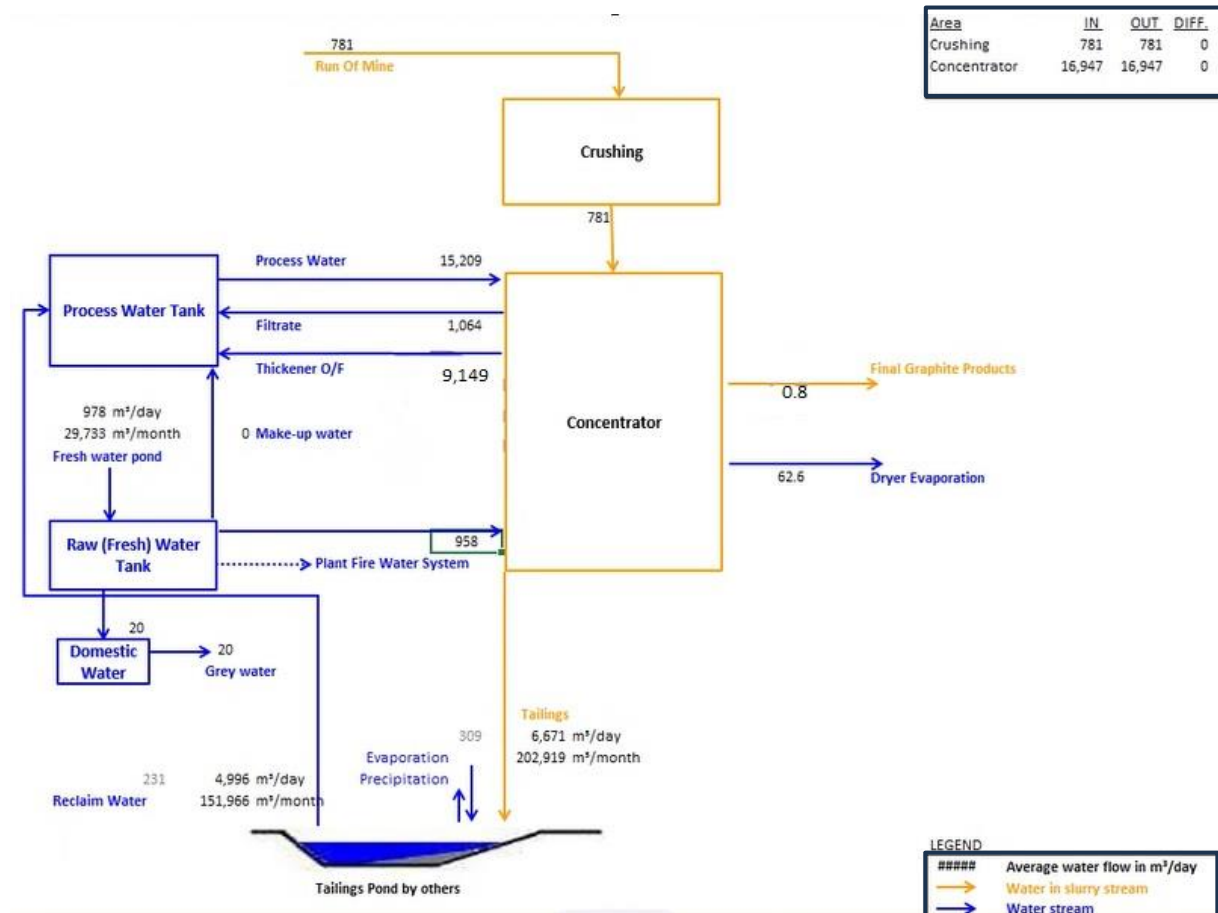 Area IN OUT DIFF.
Crushing 781 781 0
Concentrator 16,947 16,947 0
781
Run Of Mine
Crushing
781
Process Water 15,209
Process Water Tank
Filtrate 1,064
Thickener O/F 9,149
Final Graphite Products
0.8
978 m³/day
29,733 m³/month
Fresh water pond
0 Make-up water
Concentrator
62.6
Dryer Evaporation
Raw (Fresh) Water
Tank
958
Plant Fire Water System
20
Domestic
Water
20
Grey water
Tailings
309 6,671 m³/day
202,919 m³/month
Evaporation
Precipitation
231 4,996 m³/day
Reclaim Water 151,966 m³/month
Tailings Pond by others
LEGEND
##### Average water flow in m³/day
Water in slurry stream
Water stream